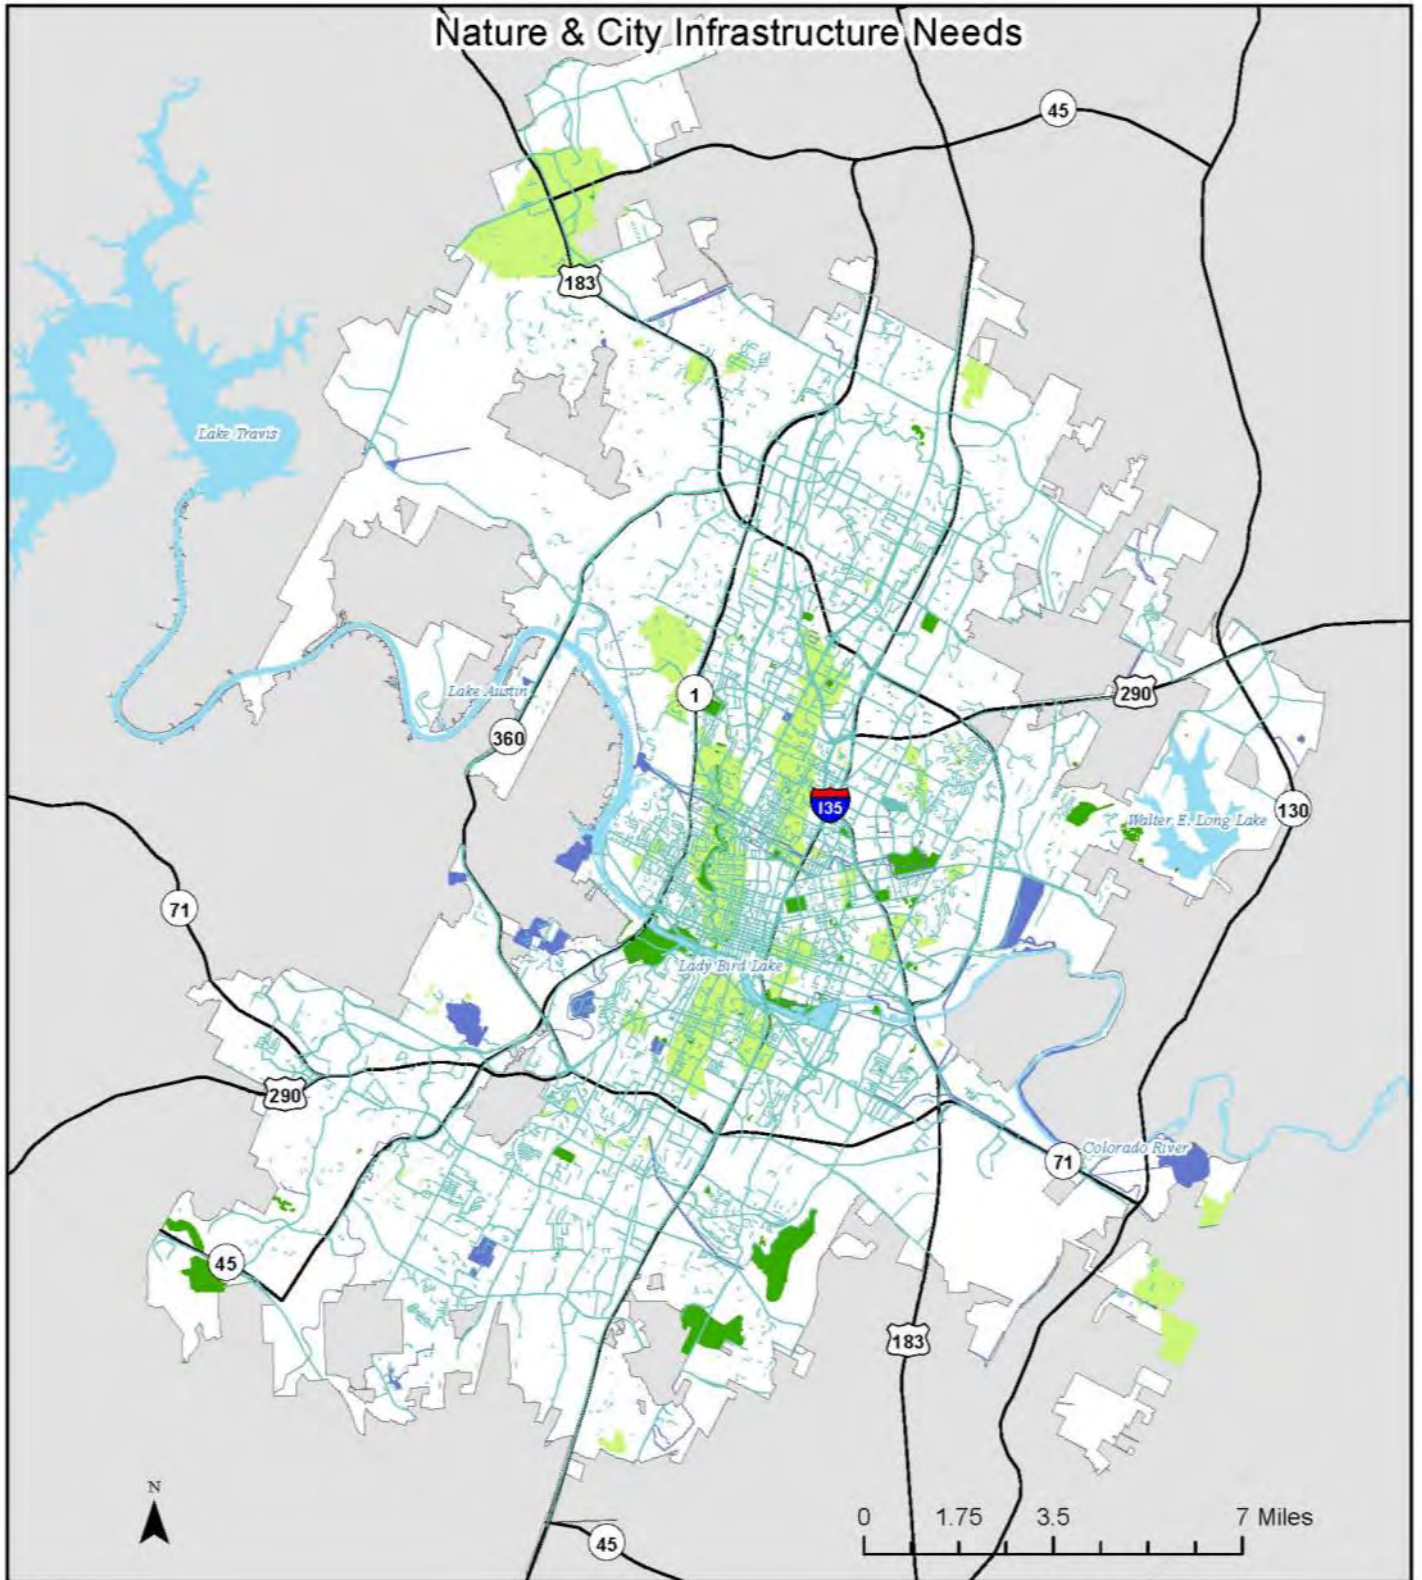 Nature & City Infrastructure Needs
45
183
Lake Travis
290
Lake Austin
1
360
I35
Walter E. Long Lake
130
71
Lady Bird Lake
290
Colorado River
71
45
183
N
0 1.75 3.5 7 Miles
45